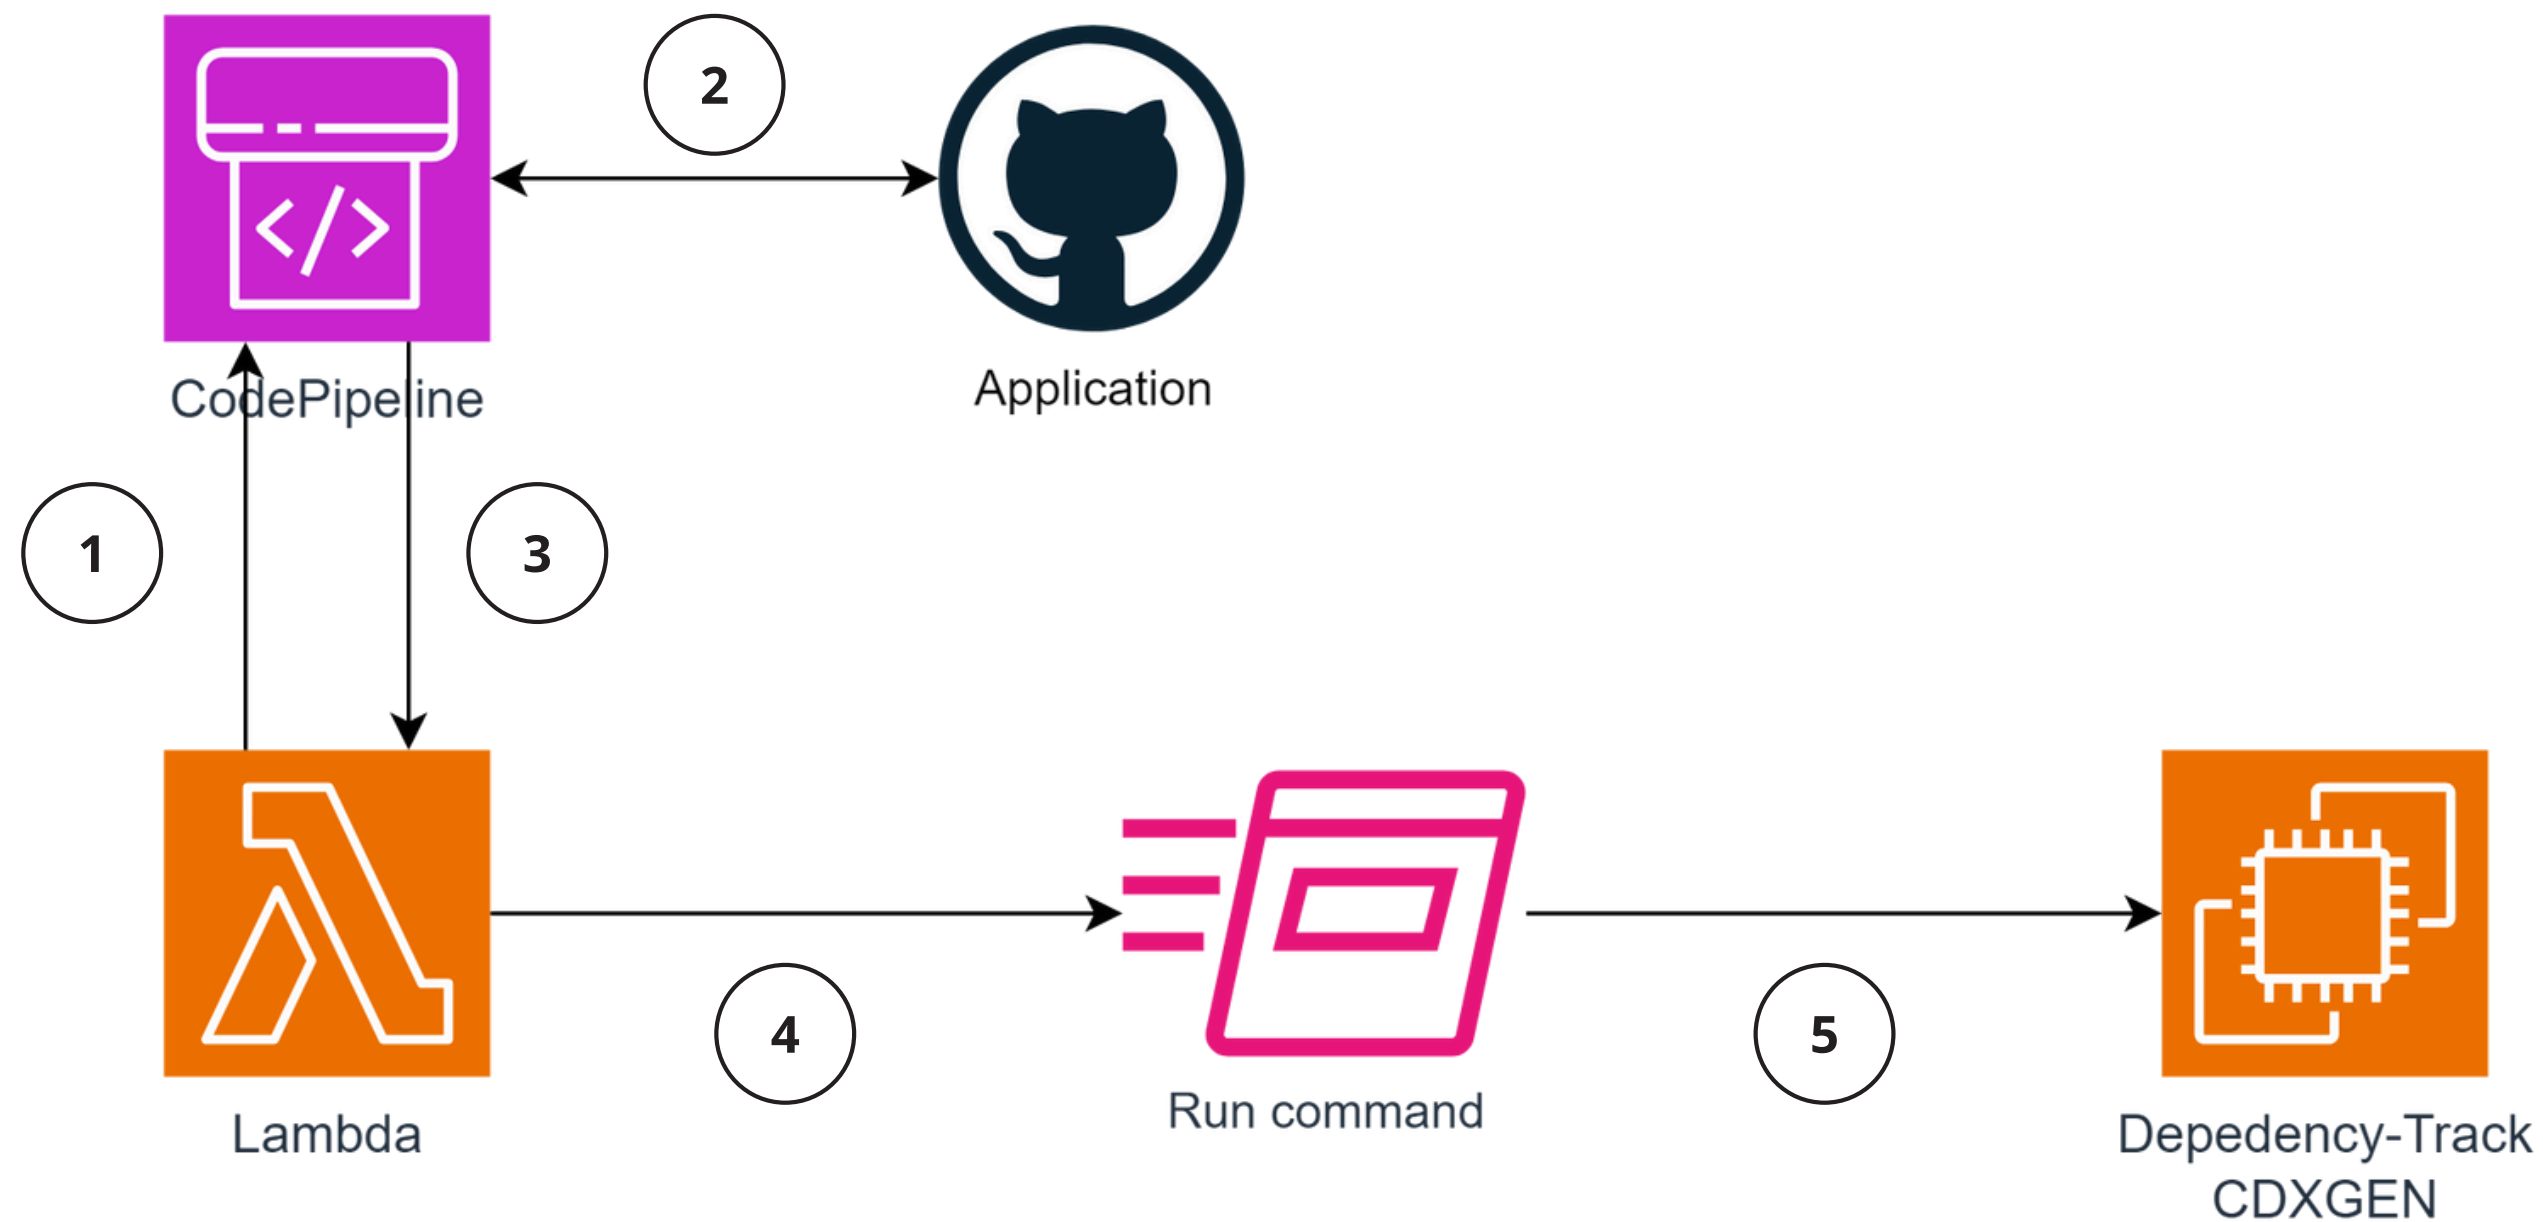 2
CodePipeline
Application
1
3
4
5
Run command
Lambda
Depedency-Track
CDXGEN